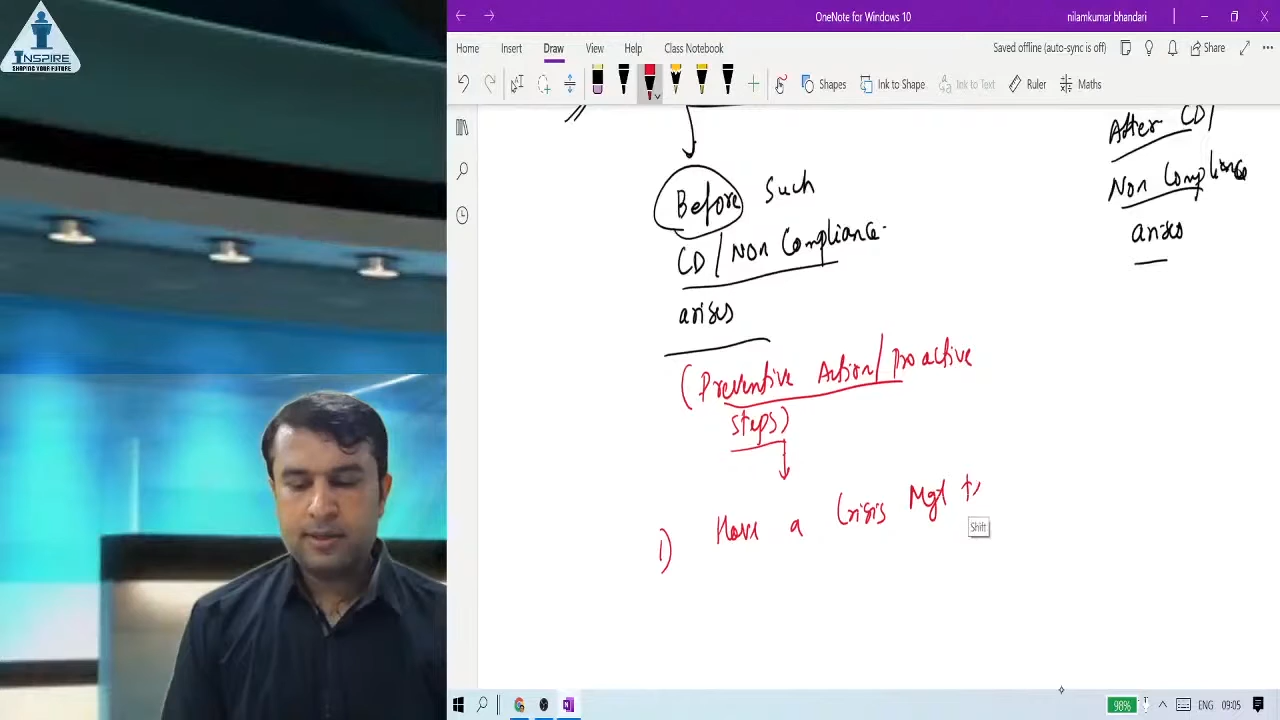 INSPIRE
SHAPING YOUR FUTURE
OneNote for Windows 10
nilamkumar bhandari
Home Insert Draw View Help Class Notebook
Saved offline (auto-sync is off)
Share
Shapes Ink to Shape Ink to Text Ruler Maths
After CD/
Non Compliance
arises
Before Such
CD/Non Compliance
arises
(Preventive Action/proactive
steps)
1) Have a Crisis Mgt
Shift
98% ENG 09:05